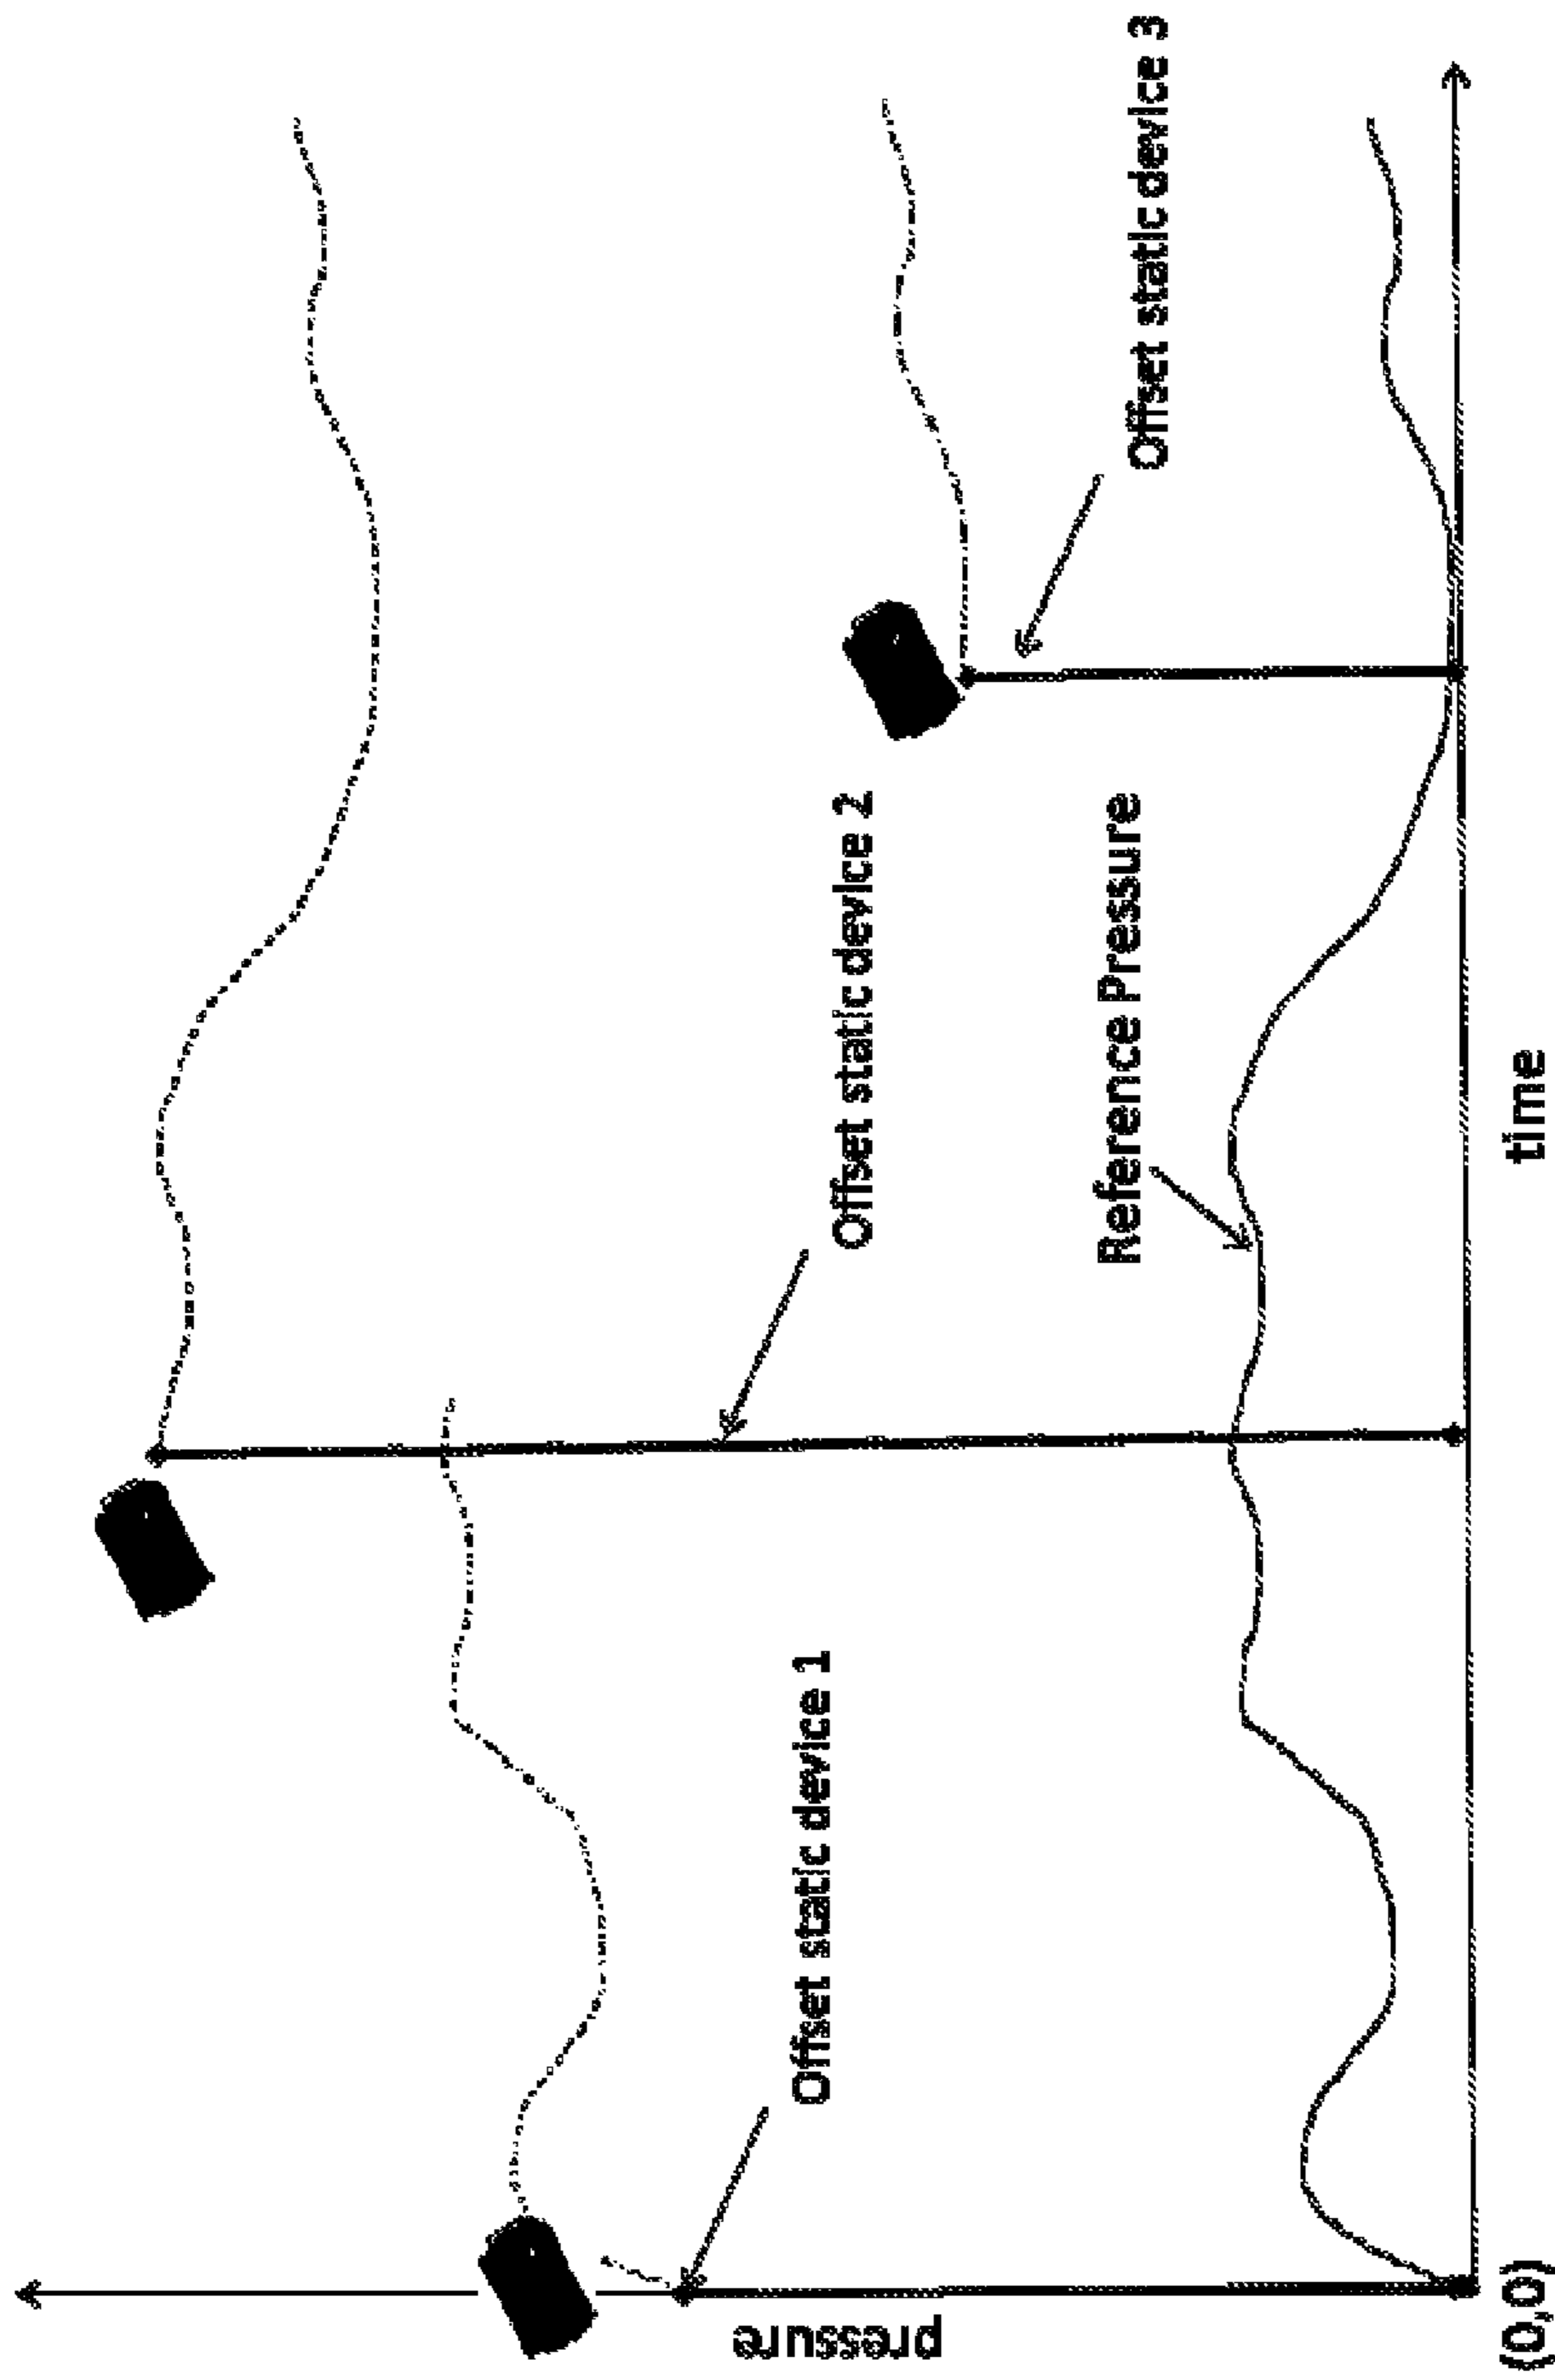 pressure
Offset static device 1
Offset static device 2
Offset static device 3
Reference Pressure
(0,0)
time